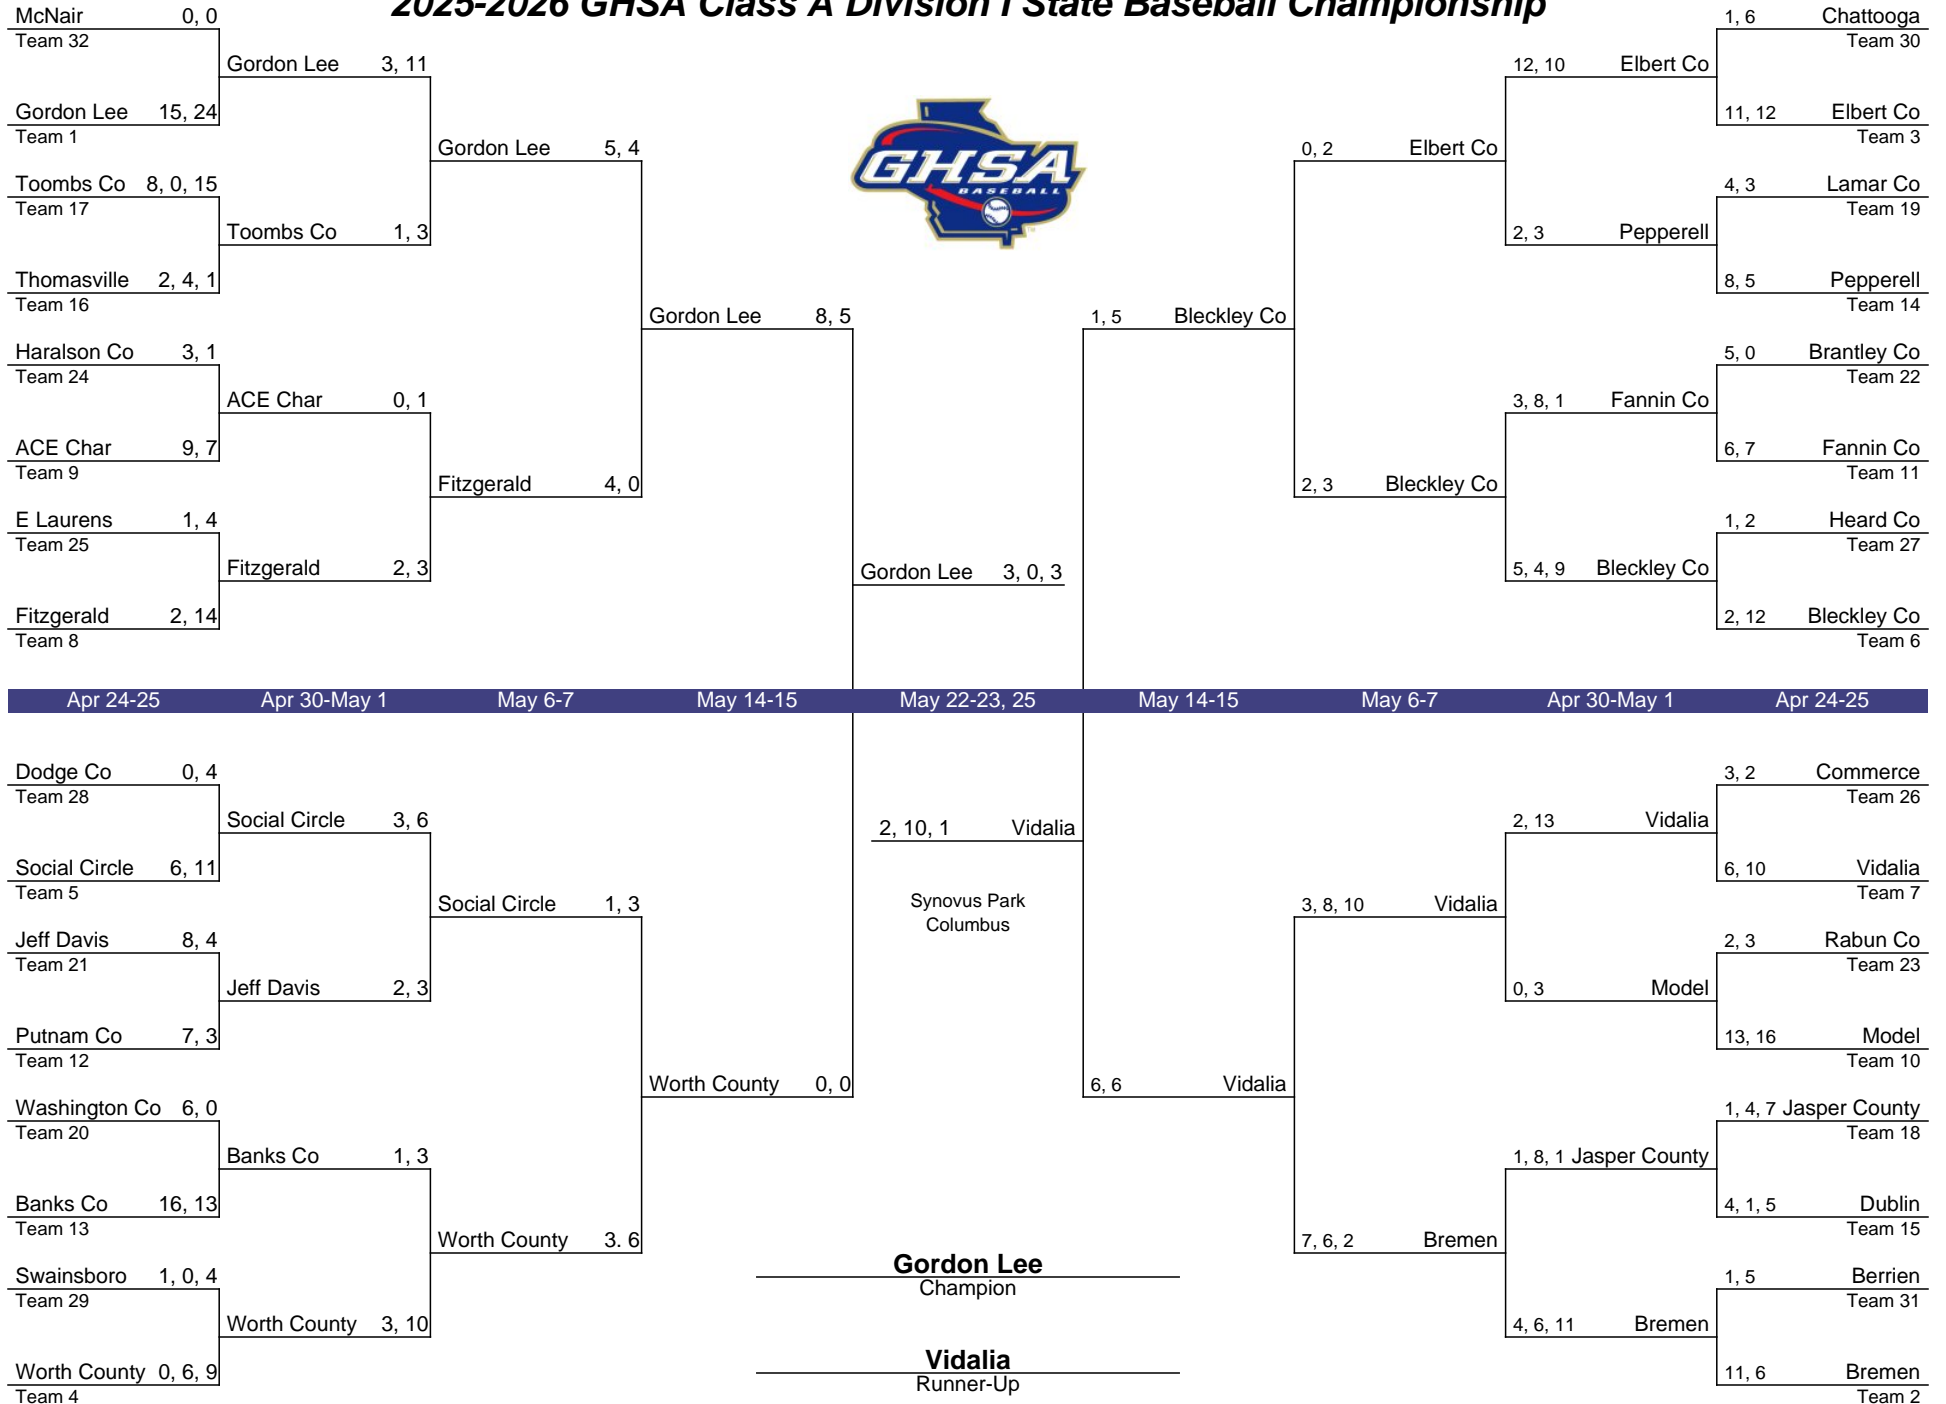 2025-2026 GHSA Class A Division I State Baseball Championship
McNair 0, 0
Team 32
Gordon Lee 3, 11
Gordon Lee 15, 24
Team 1
Gordon Lee 5, 4
Toombs Co 8, 0, 15
Team 17
Toombs Co 1, 3
Thomasville 2, 4, 1
Team 16
Gordon Lee 8, 5
Haralson Co 3, 1
Team 24
ACE Char 0, 1
ACE Char 9, 7
Team 9
Fitzgerald 4, 0
E Laurens 1, 4
Team 25
Fitzgerald 2, 3
Fitzgerald 2, 14
Team 8
Gordon Lee 3, 0, 3
GHSA
BASEBALL
1, 6 Chattooga
Team 30
12, 10 Elbert Co
11, 12 Elbert Co
Team 3
0, 2 Elbert Co
4, 3 Lamar Co
Team 19
2, 3 Pepperell
8, 5 Pepperell
Team 14
1, 5 Bleckley Co
5, 0 Brantley Co
Team 22
3, 8, 1 Fannin Co
6, 7 Fannin Co
Team 11
2, 3 Bleckley Co
1, 2 Heard Co
Team 27
5, 4, 9 Bleckley Co
2, 12 Bleckley Co
Team 6
Apr 24-25 Apr 30-May 1 May 6-7 May 14-15 May 22-23, 25 May 14-15 May 6-7 Apr 30-May 1 Apr 24-25
Dodge Co 0, 4
Team 28
Social Circle 3, 6
Social Circle 6, 11
Team 5
Social Circle 1, 3
Jeff Davis 8, 4
Team 21
Jeff Davis 2, 3
Putnam Co 7, 3
Team 12
Worth County 0, 0
Washington Co 6, 0
Team 20
Banks Co 1, 3
Banks Co 16, 13
Team 13
Worth County 3. 6
Swainsboro 1, 0, 4
Team 29
Worth County 3, 10
Worth County 0, 6, 9
Team 4
2, 10, 1 Vidalia
Synovus Park
Columbus
Gordon Lee
Champion
Vidalia
Runner-Up
3, 2 Commerce
Team 26
2, 13 Vidalia
6, 10 Vidalia
Team 7
3, 8, 10 Vidalia
2, 3 Rabun Co
Team 23
0, 3 Model
13, 16 Model
Team 10
6, 6 Vidalia
1, 4, 7 Jasper County
Team 18
1, 8, 1 Jasper County
4, 1, 5 Dublin
Team 15
7, 6, 2 Bremen
1, 5 Berrien
Team 31
4, 6, 11 Bremen
11, 6 Bremen
Team 2